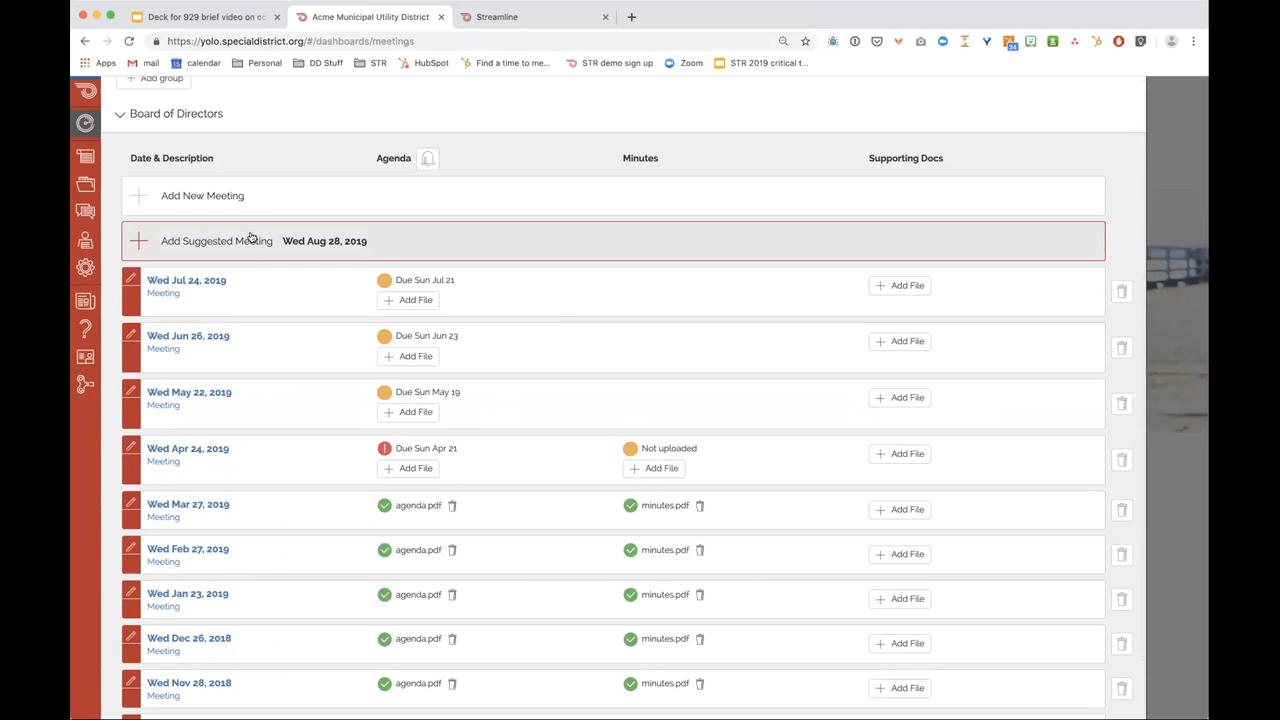 Deck for 929 brief video on cc
Acme Municipal Utility District
Streamline
https://yolo.specialdistrict.org/#/dashboards/meetings
Apps mail calendar Personal DD Stuff STR HubSpot Find a time to me... STR demo sign up Zoom STR 2019 critical t...
34
Add group
Board of Directors
Date & Description Agenda Minutes Supporting Docs
Add New Meeting
Add Suggested Meeting Wed Aug 28, 2019
Wed Jul 24, 2019 Due Sun Jul 21
Meeting + Add File + Add File
Wed Jun 26, 2019 Due Sun Jun 23
Meeting + Add File + Add File
Wed May 22, 2019 Due Sun May 19
Meeting + Add File + Add File
Wed Apr 24, 2019 Due Sun Apr 21 Not uploaded
Meeting + Add File + Add File + Add File
Wed Mar 27, 2019 agenda.pdf minutes.pdf + Add File
Meeting
Wed Feb 27, 2019 agenda.pdf minutes.pdf + Add File
Meeting
Wed Jan 23, 2019 agenda.pdf minutes.pdf + Add File
Meeting
Wed Dec 26, 2018 agenda.pdf minutes.pdf + Add File
Meeting
Wed Nov 28, 2018 agenda.pdf minutes.pdf + Add File
Meeting